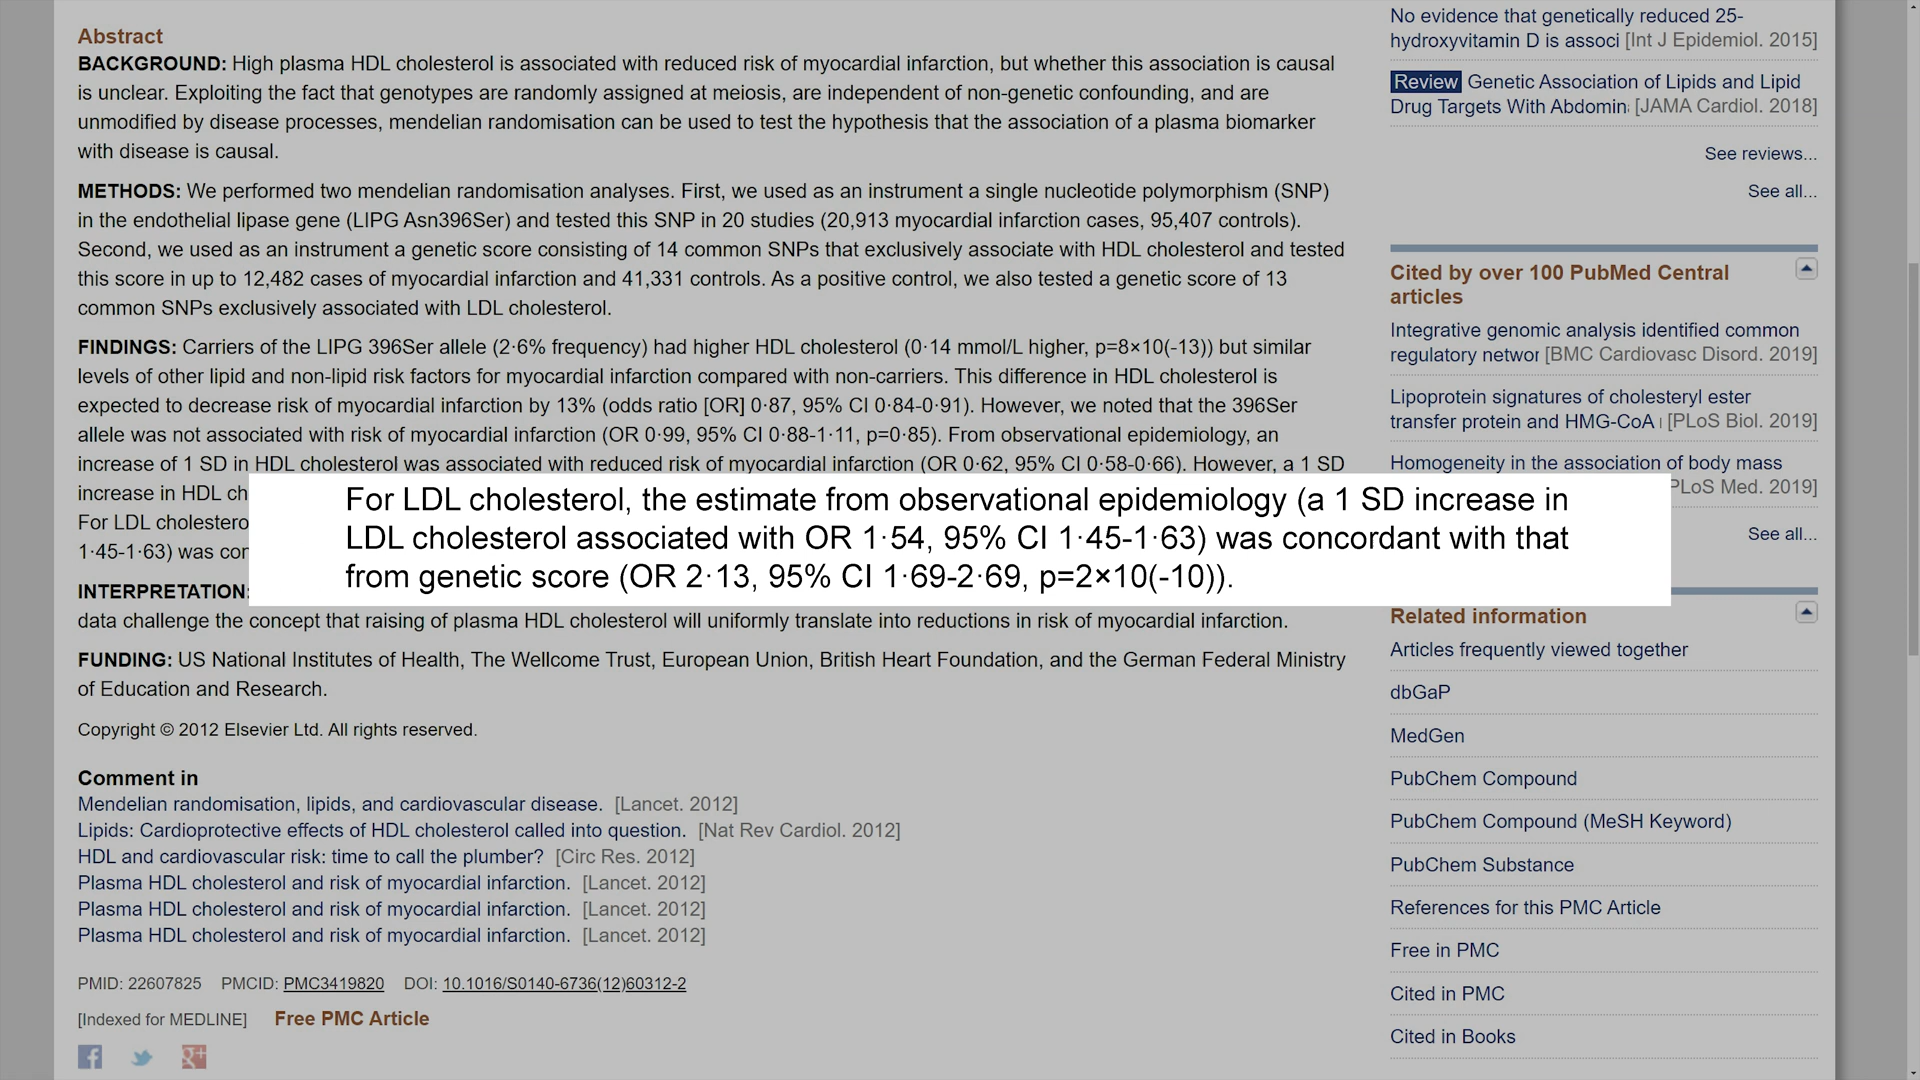 Abstract
BACKGROUND: High plasma HDL cholesterol is associated with reduced risk of myocardial infarction, but whether this association is causal
is unclear. Exploiting the fact that genotypes are randomly assigned at meiosis, are independent of non-genetic confounding, and are
unmodified by disease processes, mendelian randomisation can be used to test the hypothesis that the association of a plasma biomarker
with disease is causal.
METHODS: We performed two mendelian randomisation analyses. First, we used as an instrument a single nucleotide polymorphism (SNP)
in the endothelial lipase gene (LIPG Asn396Ser) and tested this SNP in 20 studies (20,913 myocardial infarction cases, 95,407 controls).
Second, we used as an instrument a genetic score consisting of 14 common SNPs that exclusively associate with HDL cholesterol and tested
this score in up to 12,482 cases of myocardial infarction and 41,331 controls. As a positive control, we also tested a genetic score of 13
common SNPs exclusively associated with LDL cholesterol.
FINDINGS: Carriers of the LIPG 396Ser allele (2·6% frequency) had higher HDL cholesterol (0·14 mmol/L higher, p=8×10(-13)) but similar
levels of other lipid and non-lipid risk factors for myocardial infarction compared with non-carriers. This difference in HDL cholesterol is
expected to decrease risk of myocardial infarction by 13% (odds ratio [OR] 0·87, 95% CI 0·84-0·91). However, we noted that the 396Ser
allele was not associated with risk of myocardial infarction (OR 0·99, 95% CI 0·88-1·11, p=0·85). From observational epidemiology, an
increase of 1 SD in HDL cholesterol was associated with reduced risk of myocardial infarction (OR 0·62, 95% CI 0·58-0·66). However, a 1 SD
increase in HDL ch
For LDL cholestero
1·45-1·63) was con
For LDL cholesterol, the estimate from observational epidemiology (a 1 SD increase in
LDL cholesterol associated with OR 1·54, 95% CI 1·45-1·63) was concordant with that
from genetic score (OR 2·13, 95% CI 1·69-2·69, p=2×10(-10)).
INTERPRETATION:
data challenge the concept that raising of plasma HDL cholesterol will uniformly translate into reductions in risk of myocardial infarction.
FUNDING: US National Institutes of Health, The Wellcome Trust, European Union, British Heart Foundation, and the German Federal Ministry
of Education and Research.
Copyright © 2012 Elsevier Ltd. All rights reserved.
Comment in
Mendelian randomisation, lipids, and cardiovascular disease. [Lancet. 2012]
Lipids: Cardioprotective effects of HDL cholesterol called into question. [Nat Rev Cardiol. 2012]
HDL and cardiovascular risk: time to call the plumber? [Circ Res. 2012]
Plasma HDL cholesterol and risk of myocardial infarction. [Lancet. 2012]
Plasma HDL cholesterol and risk of myocardial infarction. [Lancet. 2012]
Plasma HDL cholesterol and risk of myocardial infarction. [Lancet. 2012]
PMID: 22607825 PMCID: PMC3419820 DOI: 10.1016/S0140-6736(12)60312-2
[Indexed for MEDLINE] Free PMC Article
No evidence that genetically reduced 25-
hydroxyvitamin D is associ [Int J Epidemiol. 2015]
Review Genetic Association of Lipids and Lipid
Drug Targets With Abdomin [JAMA Cardiol. 2018]
See reviews...
See all...
Cited by over 100 PubMed Central
articles
Integrative genomic analysis identified common
regulatory networ [BMC Cardiovasc Disord. 2019]
Lipoprotein signatures of cholesteryl ester
transfer protein and HMG-CoA [PLoS Biol. 2019]
Homogeneity in the association of body mass
PLoS Med. 2019]
See all...
Related information
Articles frequently viewed together
dbGaP
MedGen
PubChem Compound
PubChem Compound (MeSH Keyword)
PubChem Substance
References for this PMC Article
Free in PMC
Cited in PMC
Cited in Books